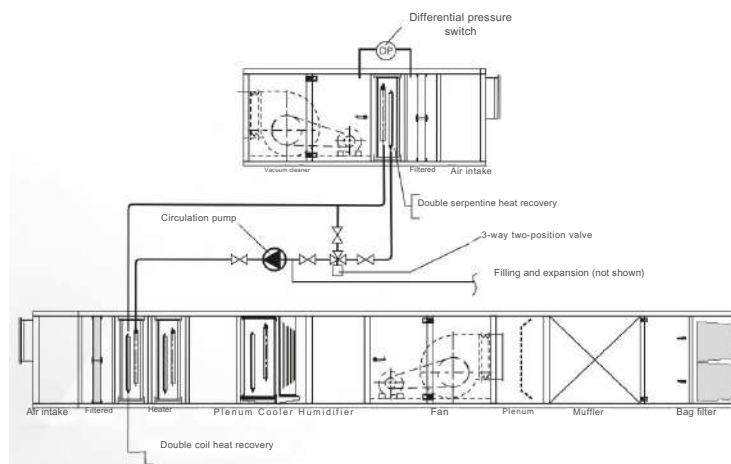 Differential pressure
switch
DP
Vacuum cleaner
Filtered
Air intake
Double serpentine heat recovery
Circulation pump
3-way two-position valve
Filling and expansion (not shown)
Air intake
Filtered
Heater
Plenum Cooler Humidifier
Fan
Plenum
Muffler
Bag filter
Double coil heat recovery